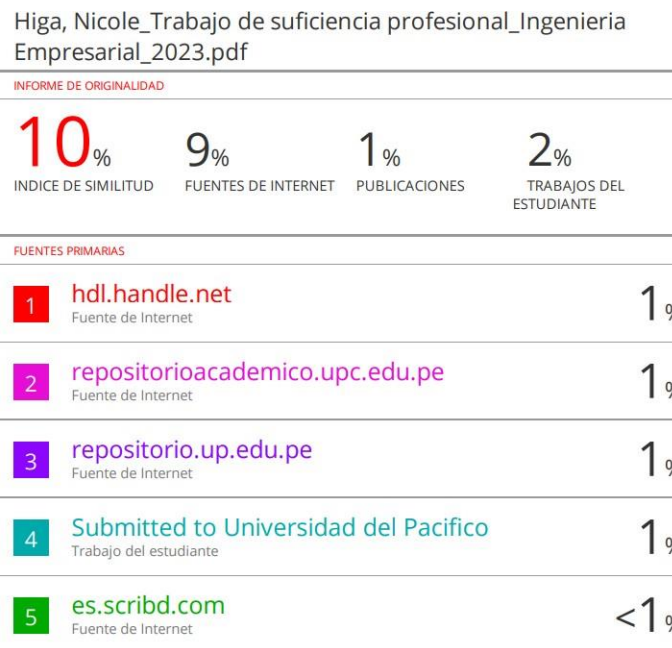 Higa, Nicole_Trabajo de suficiencia profesional_Ingenieria
Empresarial_2023.pdf
INFORME DE ORIGINALIDAD
10% 9% 1% 2%
INDICE DE SIMILITUD FUENTES DE INTERNET PUBLICACIONES TRABAJOS DEL
ESTUDIANTE
FUENTES PRIMARIAS
1 hdl.handle.net 1%
Fuente de Internet
2 repositorioacademico.upc.edu.pe 1%
Fuente de Internet
3 repositorio.up.edu.pe 1%
Fuente de Internet
4 Submitted to Universidad del Pacifico 1%
Trabajo del estudiante
5 es.scribd.com <1%
Fuente de Internet